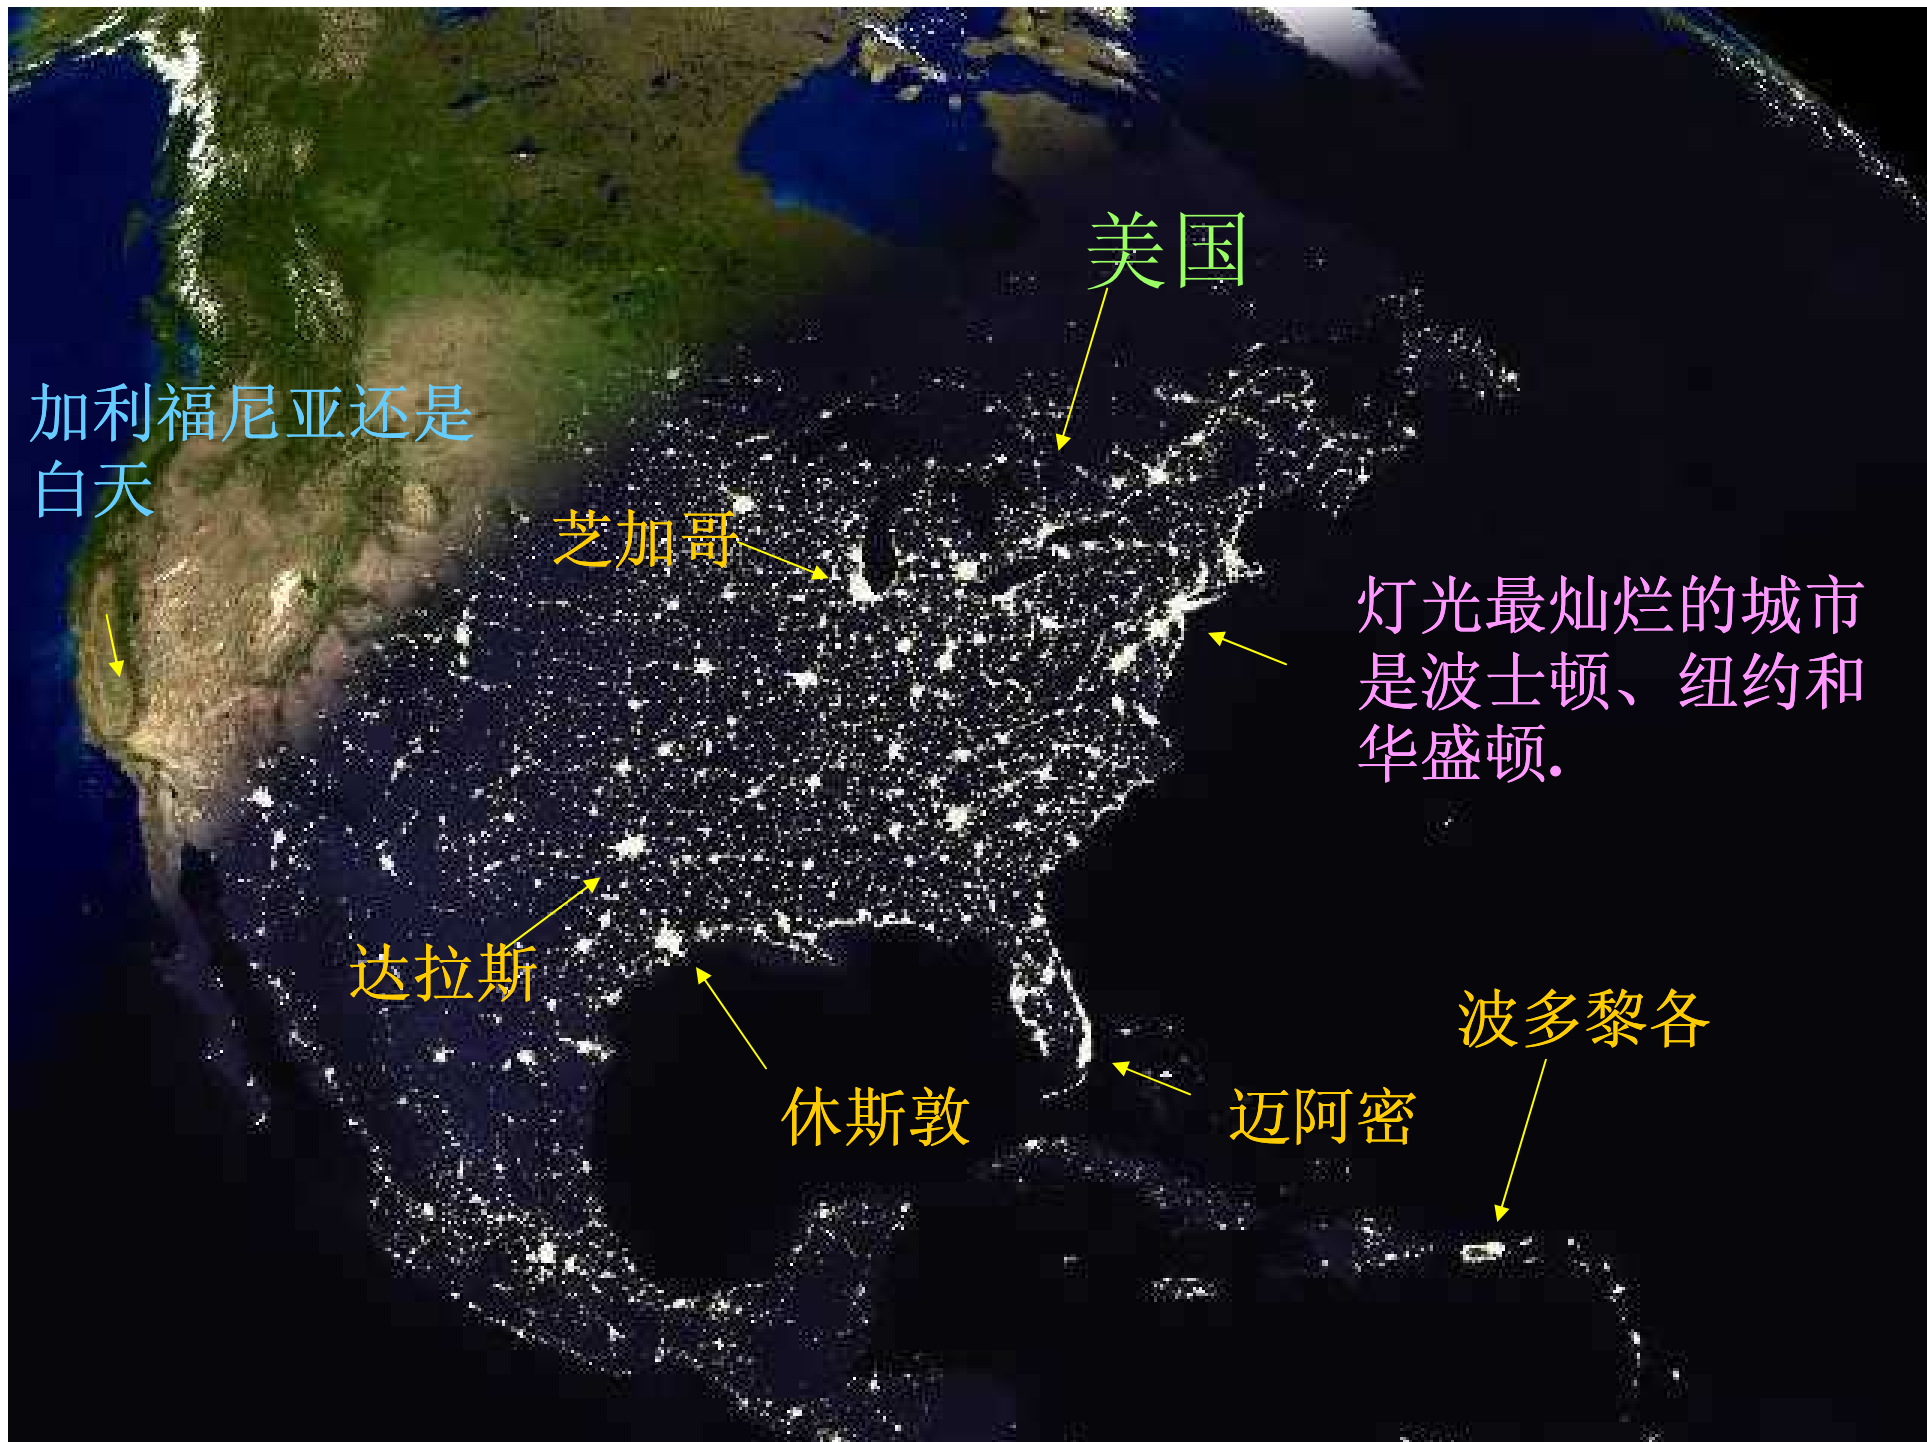 美国
加利福尼亚还是
白天
芝加哥
灯光最灿烂的城市
是波士顿、纽约和
华盛顿.
达拉斯
波多黎各
休斯敦
迈阿密